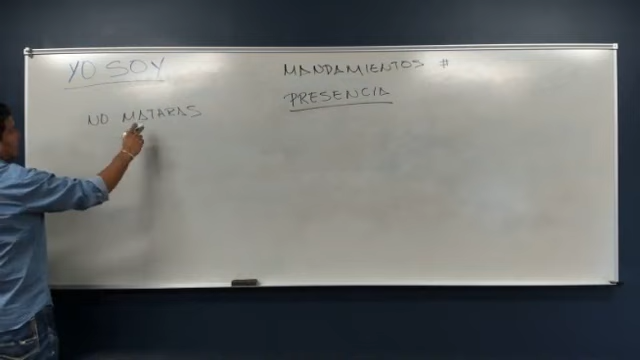 YO SOY
NO MATARAS
MANDAMIENTOS #
PRESENCIA